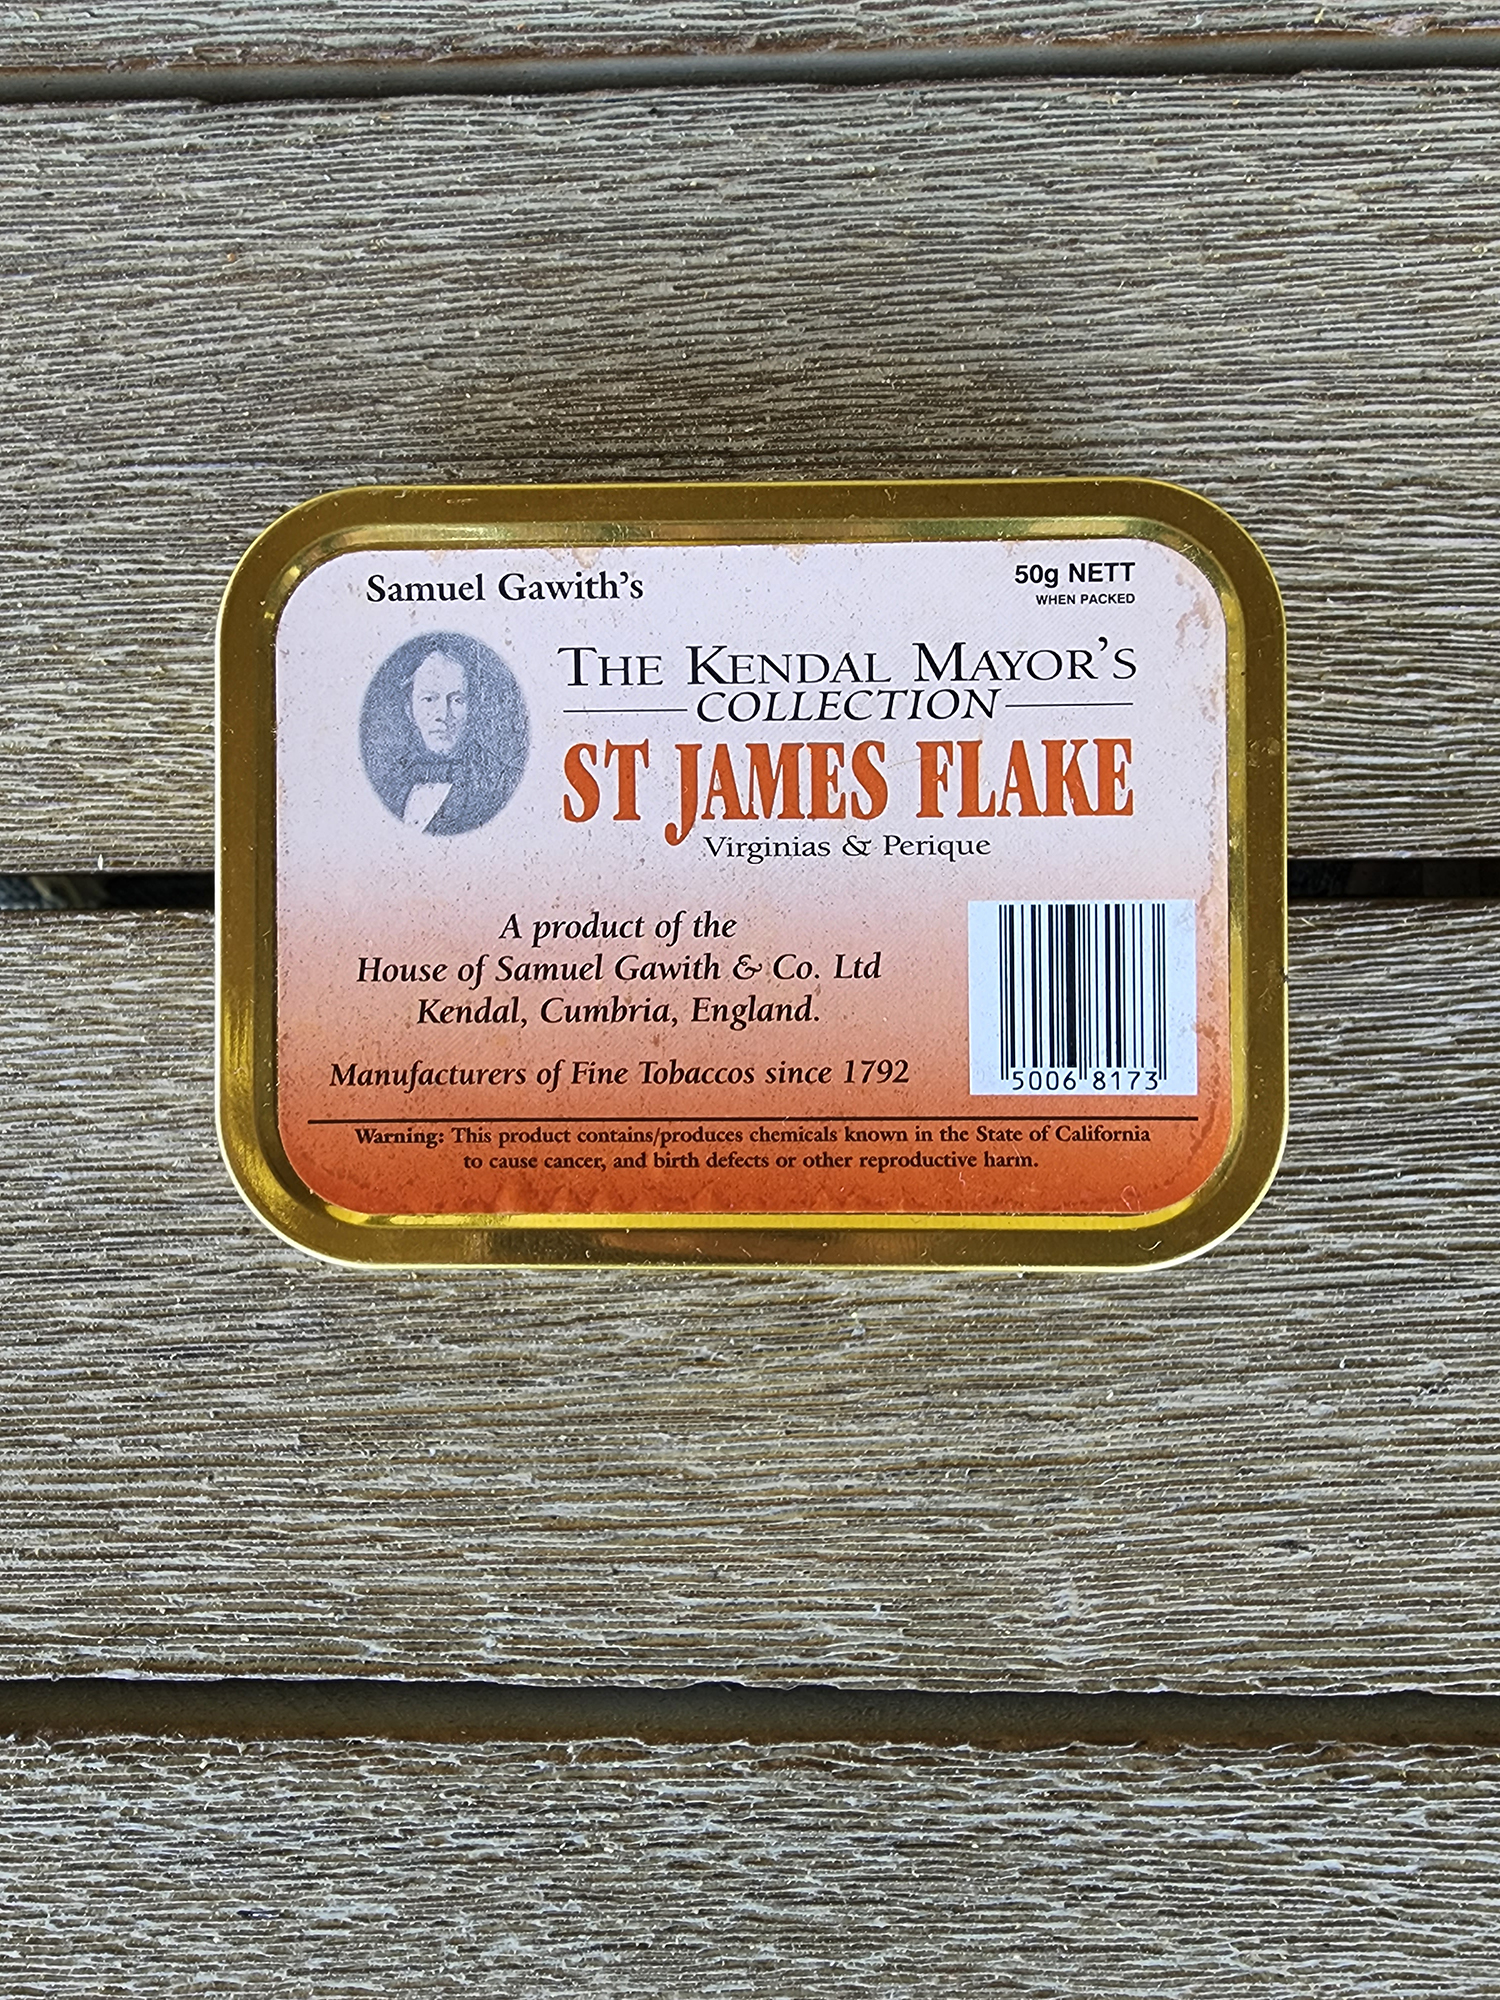 Samuel Gawith's
50g NETT
WHEN PACKED
THE KENDAL MAYOR'S
COLLECTION
ST JAMES FLAKE
Virginias & Perique
A product of the
House of Samuel Gawith & Co. Ltd
Kendal, Cumbria, England.
Manufacturers of Fine Tobaccos since 1792
5006 8173
Warning: This product contains/produces chemicals known in the State of California
to cause cancer, and birth defects or other reproductive harm.